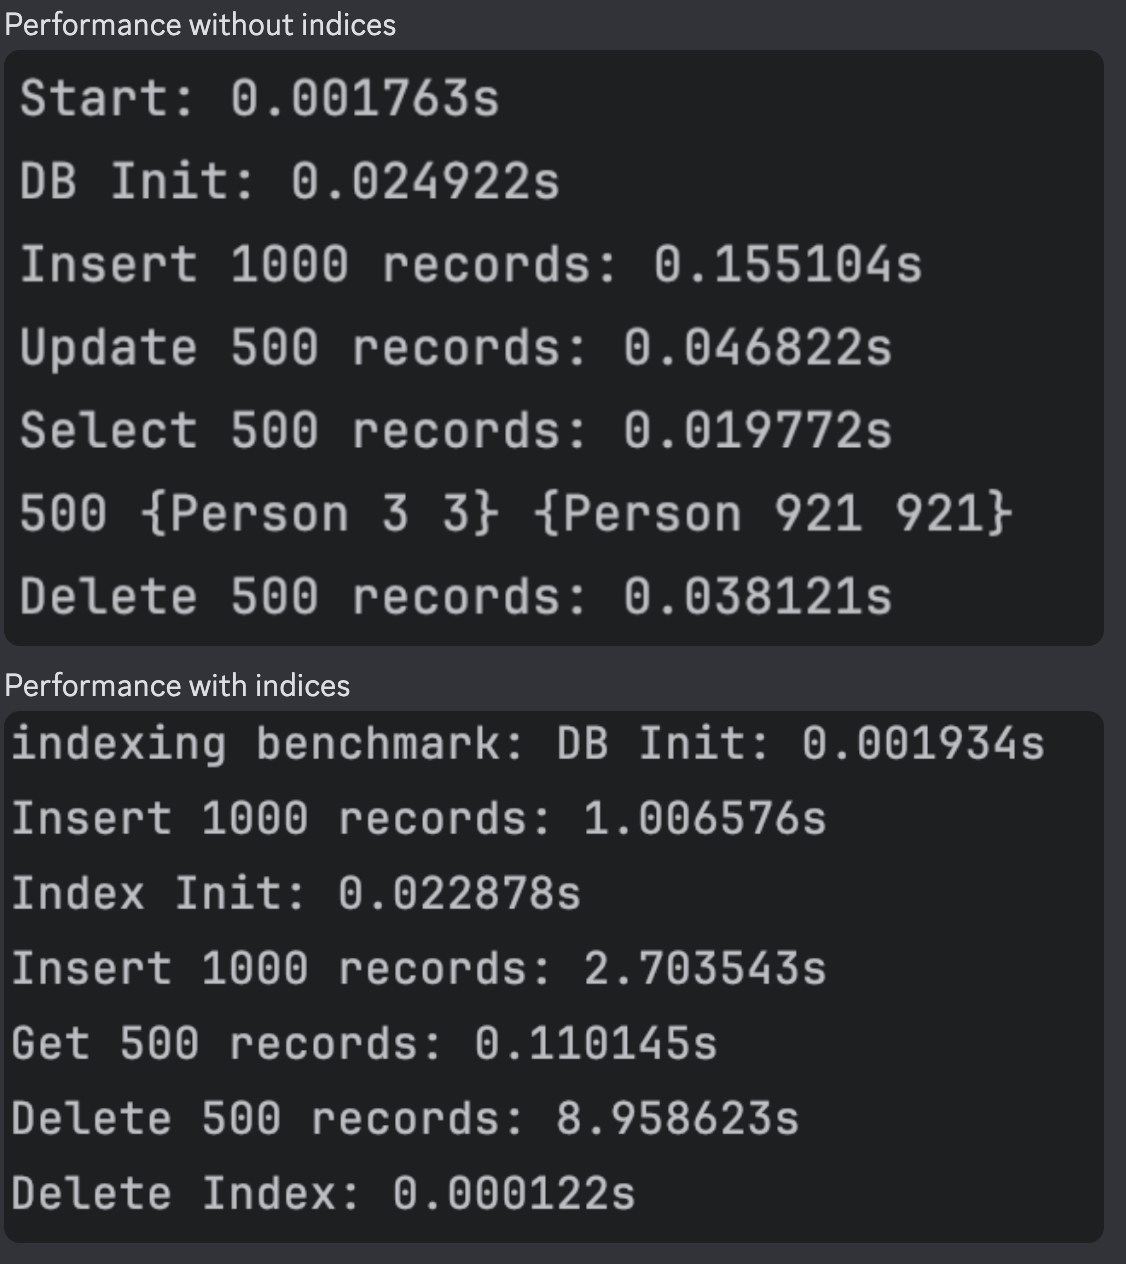 Performance without indices
Start: 0.001763s
DB Init: 0.024922s
Insert 1000 records: 0.155104s
Update 500 records: 0.046822s
Select 500 records: 0.019772s
500 {Person 3 3} {Person 921 921}
Delete 500 records: 0.038121s
Performance with indices
indexing benchmark: DB Init: 0.001934s
Insert 1000 records: 1.006576s
Index Init: 0.022878s
Insert 1000 records: 2.703543s
Get 500 records: 0.110145s
Delete 500 records: 8.958623s
Delete Index: 0.000122s